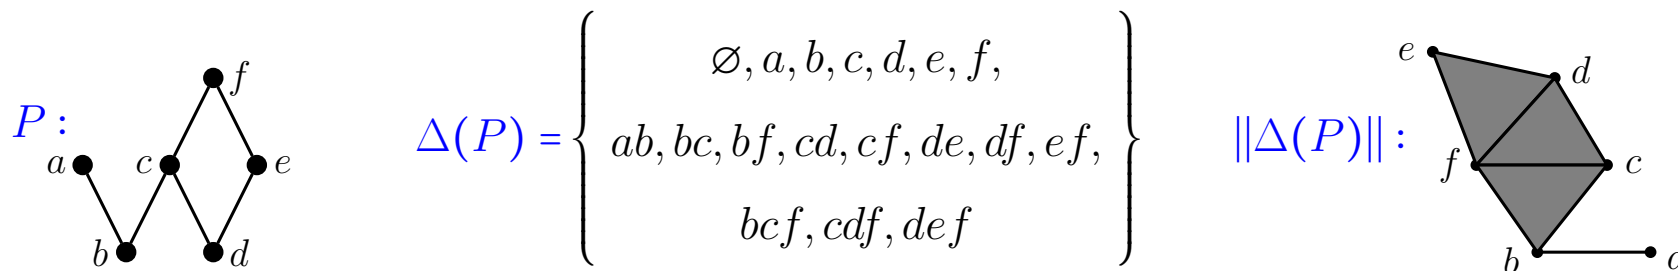 P :
f
a
c
e
b
d
Δ(P) = { ∅, a, b, c, d, e, f,
ab, bc, bf, cd, cf, de, df, ef,
bcf, cdf, def }
‖Δ(P)‖ :
e
d
f
c
b